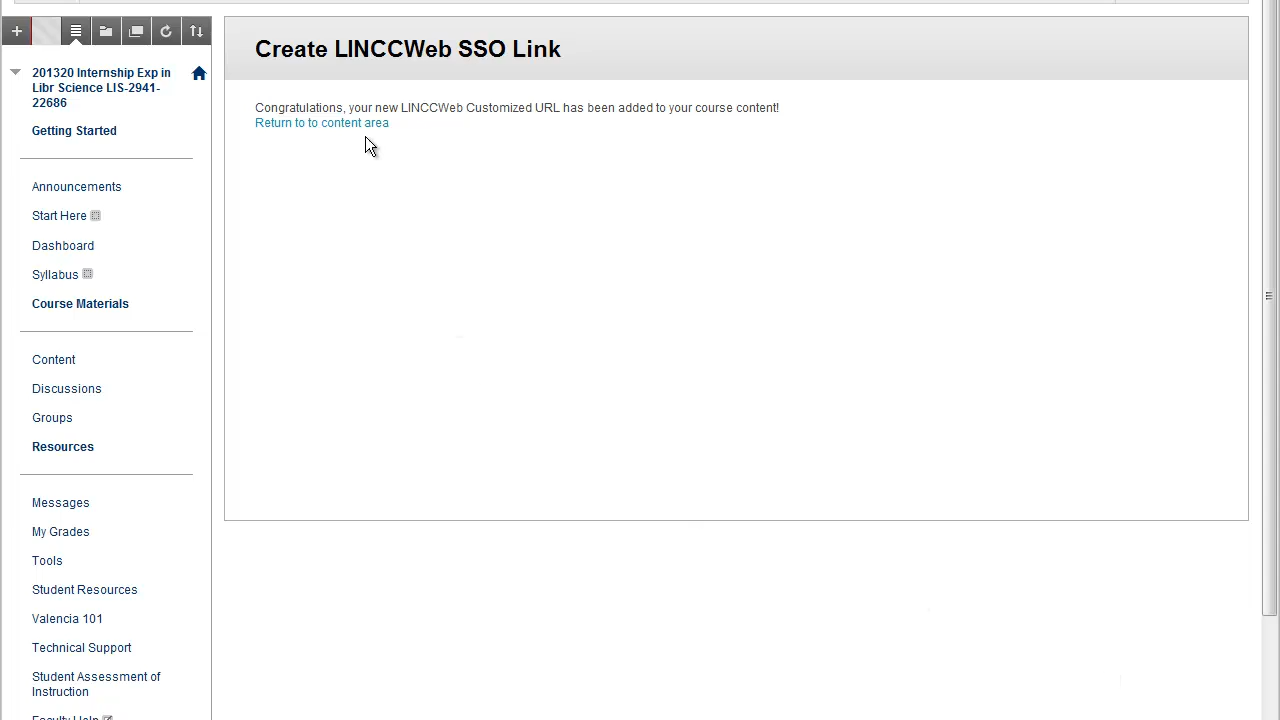 201320 Internship Exp in
Libr Science LIS-2941-
22686
Getting Started
Announcements
Start Here
Dashboard
Syllabus
Course Materials
Content
Discussions
Groups
Resources
Messages
My Grades
Tools
Student Resources
Valencia 101
Technical Support
Student Assessment of
Instruction
Faculty Help
Create LINCCWeb SSO Link
Congratulations, your new LINCCWeb Customized URL has been added to your course content!
Return to to content area